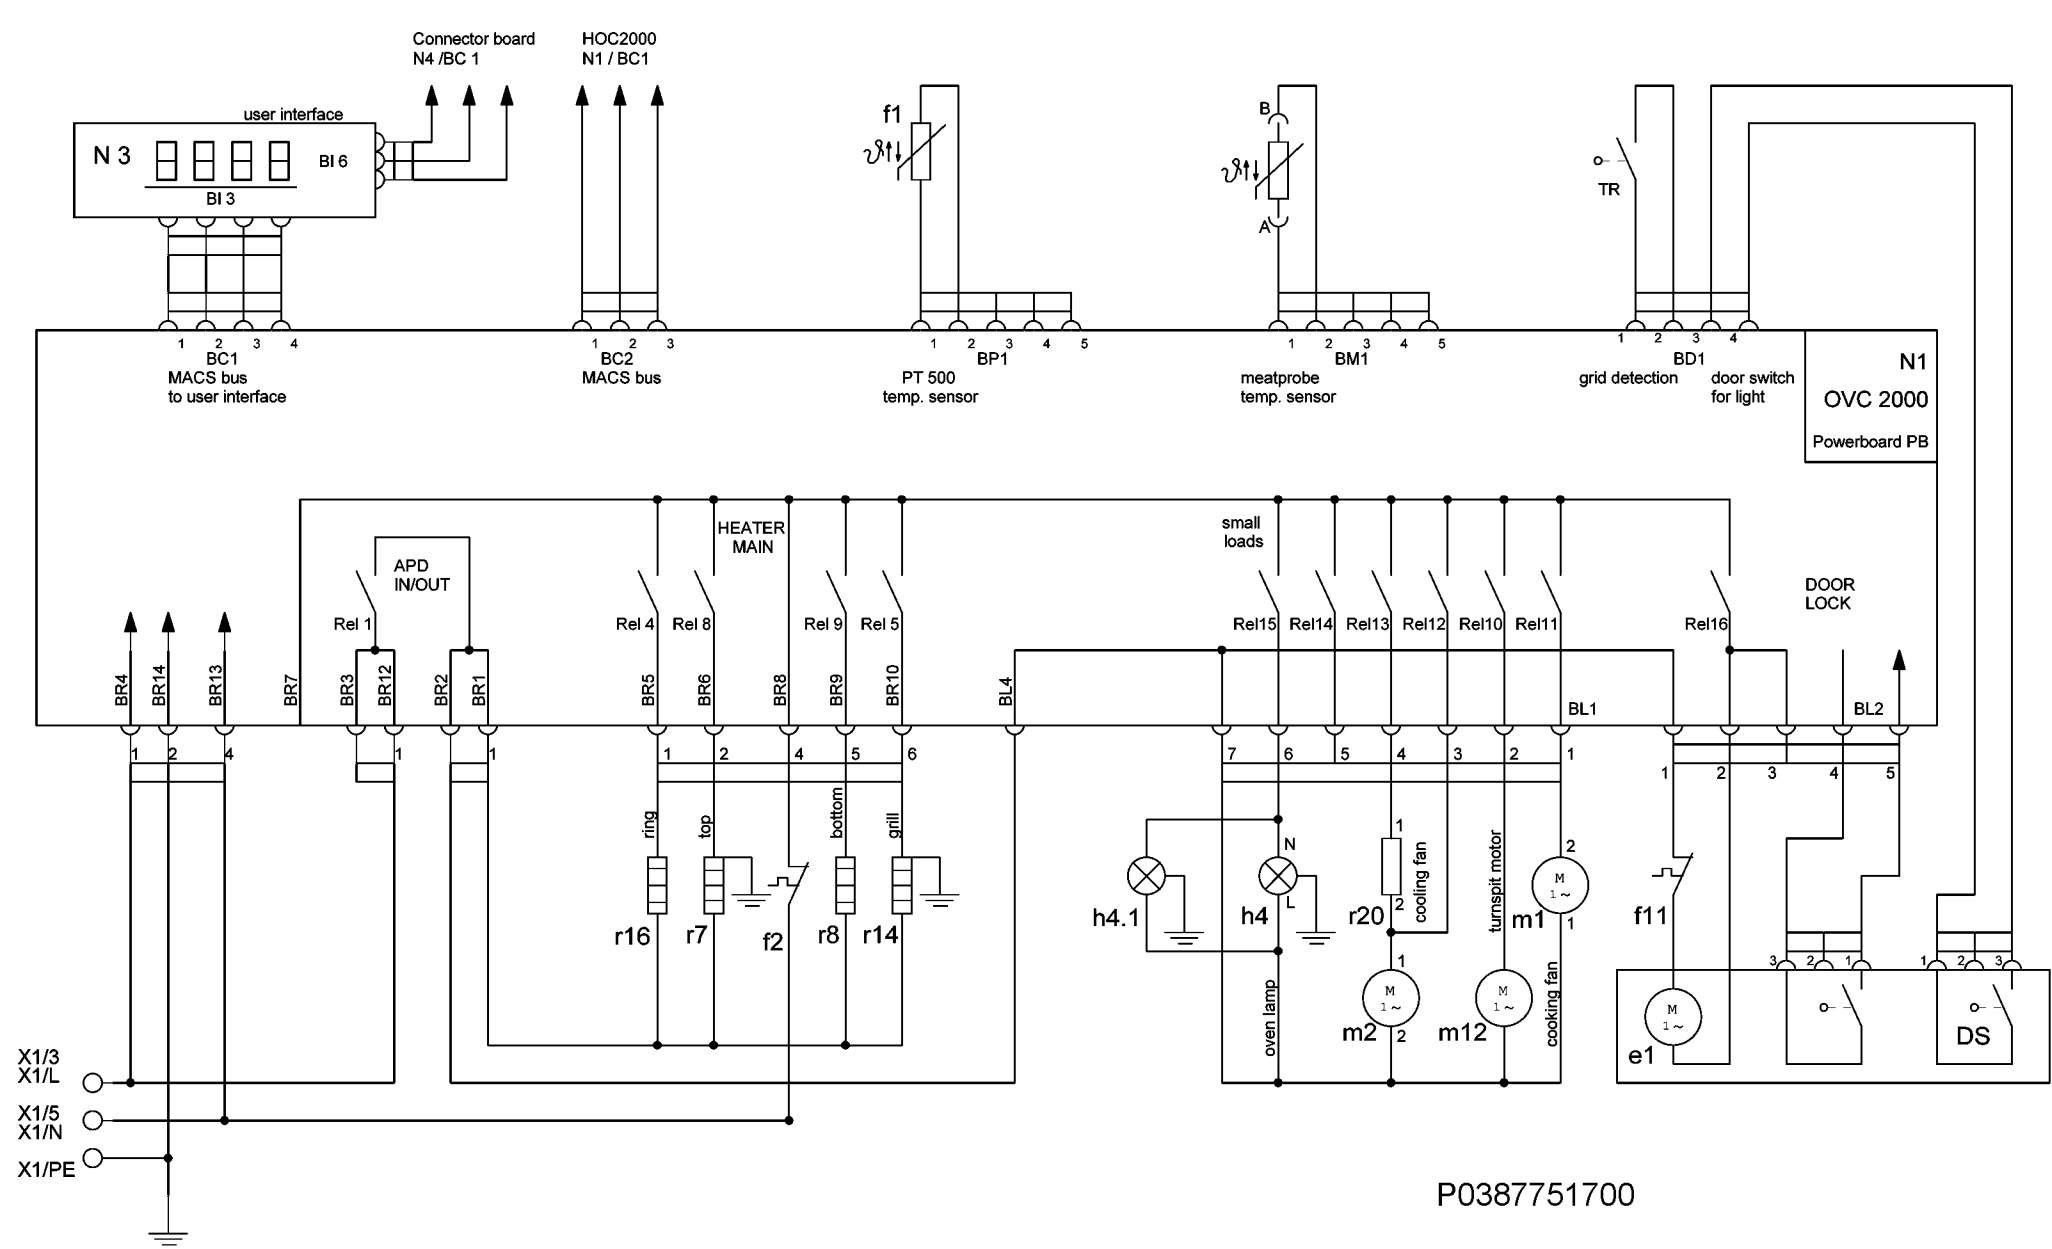 Connector board
N4 /BC 1
HOC2000
N1 / BC1
user interface
N 3
BI 6
BI 3
f1
ϑ
B
ϑ
A
TR
1 2 3 4
BC1
MACS bus
to user interface
1 2 3
BC2
MACS bus
1 2 3 4 5
BP1
PT 500
temp. sensor
1 2 3 4 5
BM1
meatprobe
temp. sensor
1 2 3 4
BD1
grid detection
door switch
for light
N1
OVC 2000
Powerboard PB
HEATER
MAIN
small
loads
APD
IN/OUT
DOOR
LOCK
Rel 1
Rel 4
Rel 8
Rel 9
Rel 5
Rel15
Rel14
Rel13
Rel12
Rel10
Rel11
Rel16
BR4
BR14
BR13
BR7
BR3
BR12
BR2
BR1
BR5
BR6
BR8
BR9
BR10
BL4
BL1
BL2
1 2 4
1
1
1 2 4 5 6
7 6 5 4 3 2 1
1 2 3 4 5
ring
top
bottom
grill
r16
r7
f2
r8
r14
h4.1
N
h4
L
oven lamp
1
r20
2
cooling fan
1
M
1 ~
m2
2
turnspit motor
M
1 ~
m12
2
M
1 ~
m1
1
cooking fan
f11
M
1 ~
e1
3 2 1
1 2 3
DS
X1/3
X1/L
X1/5
X1/N
X1/PE
P0387751700